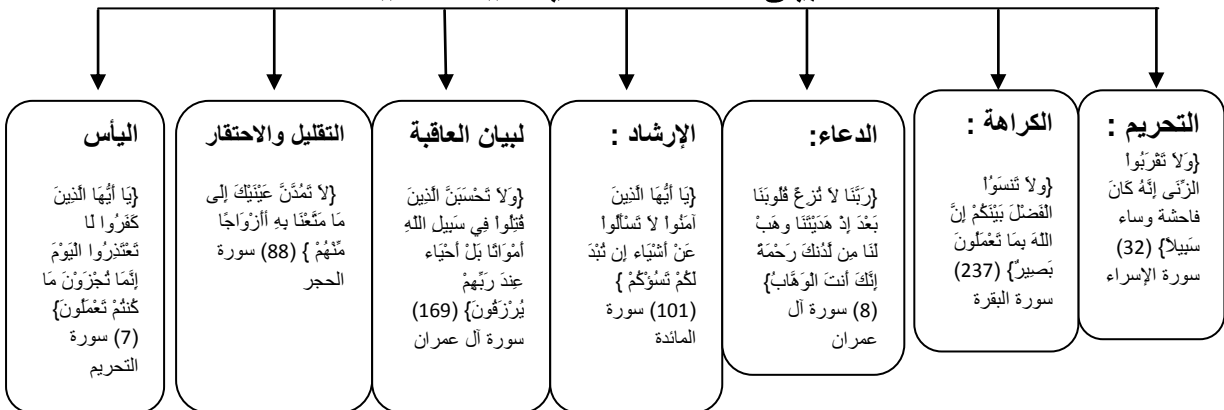 التحريم :
{وَلَا تَقْرَبُواْ
الزِّنَى إِنَّهُ كَانَ
فاحشة وساء
سَبِيلاً} (32)
سورة الإسراء
الكراهة :
{ولا تَنسَوُاْ
الْفَضْلَ بَيْنَكُمْ إِنَّ
اللَّهَ بِمَا تَعْمَلُونَ
بَصِيرٌ} (237)
سورة البقرة
الدعاء:
{رَبَّنَا لاَ تُزِغْ قُلُوبَنَا
بَعْدَ إِذْ هَدَيْتَنَا وَهَبْ
لَنَا مِن لَّدُنكَ رَحْمَةً
إِنَّكَ أَنتَ الْوَهَّابُ}
(8) سورة آل
عمران
الإرشاد :
{يَا أَيُّهَا الَّذِينَ
آمَنُواْ لاَ تَسْأَلُواْ
عَنْ أَشْيَاء إِن تُبْدَ
لَكُمْ تَسُؤْكُمْ }
(101) سورة
المائدة
لبيان العاقبة
{وَلاَ تَحْسَبَنَّ الَّذِينَ
قُتِلُواْ فِي سَبِيلِ اللّهِ
أَمْوَاتًا بَلْ أَحْيَاء
عِندَ رَبِّهِمْ
يُرْزَقُونَ} (169)
سورة آل عمران
التقليل والاحتقار
{لاَ تَمُدَّنَّ عَيْنَيْكَ إِلَى
مَا مَتَّعْنَا بِهِ أَزْوَاجًا
مِّنْهُمْ } (88) سورة
الحجر
اليأس
{يَا أَيُّهَا الَّذِينَ
كَفَرُوا لَا
تَعْتَذِرُوا الْيَوْمَ
إِنَّمَا تُجْزَوْنَ مَا
كُنتُمْ تَعْمَلُونَ}
(7) سورة
التحريم